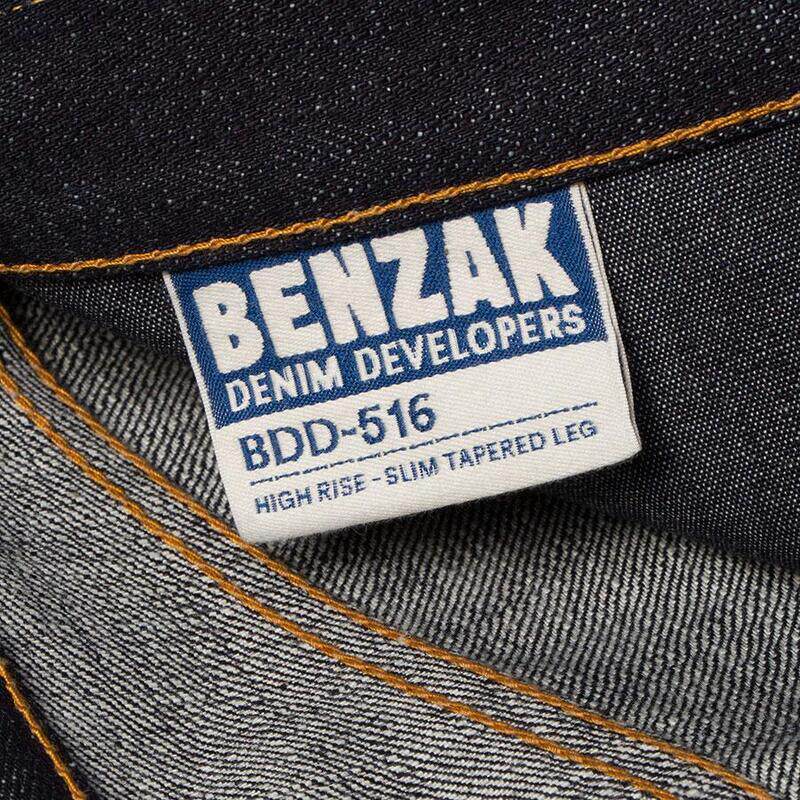 BENZAK
DENIM DEVELOPERS
BDD-516
HIGH RISE - SLIM TAPERED LEG